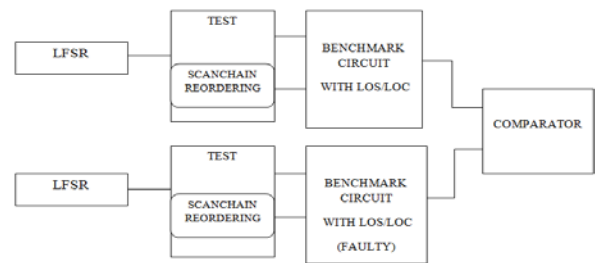 LFSR
TEST
SCANCHAIN
REORDERING
BENCHMARK
CIRCUIT
WITH LOS/LOC
COMPARATOR
LFSR
TEST
SCANCHAIN
REORDERING
BENCHMARK
CIRCUIT
WITH LOS/LOC
(FAULTY)